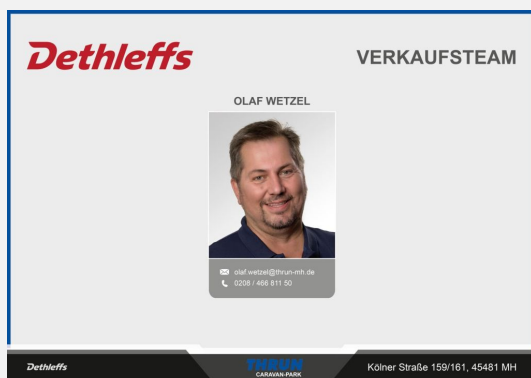 Dethleffs
VERKAUFSTEAM
OLAF WETZEL
olaf.wetzel@thrun-mh.de
0208 / 466 811 50
Dethleffs
THRUN
CARAVAN-PARK
Kölner Straße 159/161, 45481 MH